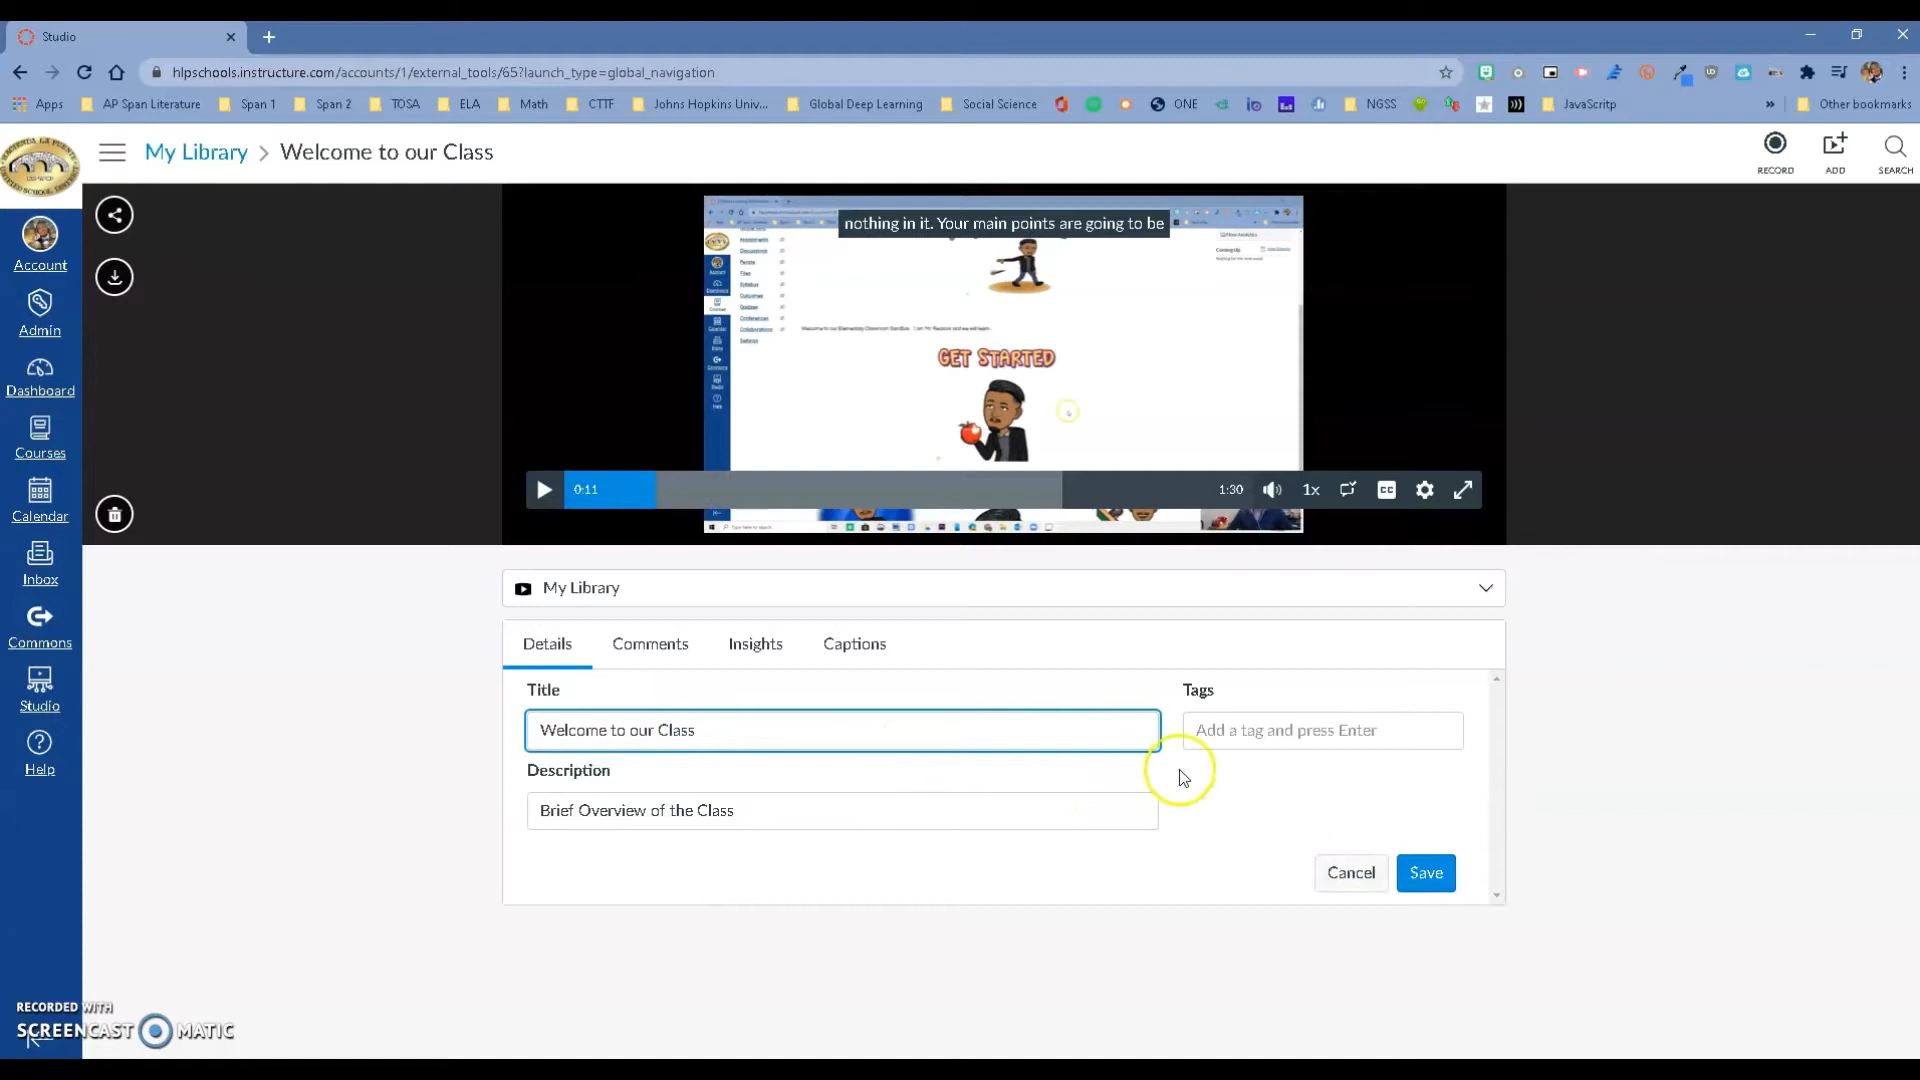 Studio
hlpschools.instructure.com/accounts/1/external_tools/65?launch_type=global_navigation
Apps AP Span Literature Span 1 Span 2 TOSA ELA Math CTTF Johns Hopkins Univ... Global Deep Learning Social Science ONE NGSS JavaScritp » Other bookmarks
My Library > Welcome to our Class
RECORD ADD SEARCH
nothing in it. Your main points are going to be
GET STARTED
0:11 1:30 1x CC
Account
Admin
Dashboard
Courses
Calendar
Inbox
Commons
Studio
Help
My Library
Details Comments Insights Captions
Title Tags
Welcome to our Class Add a tag and press Enter
Description
Brief Overview of the Class
Cancel Save
RECORDED WITH
SCREENCAST MATIC